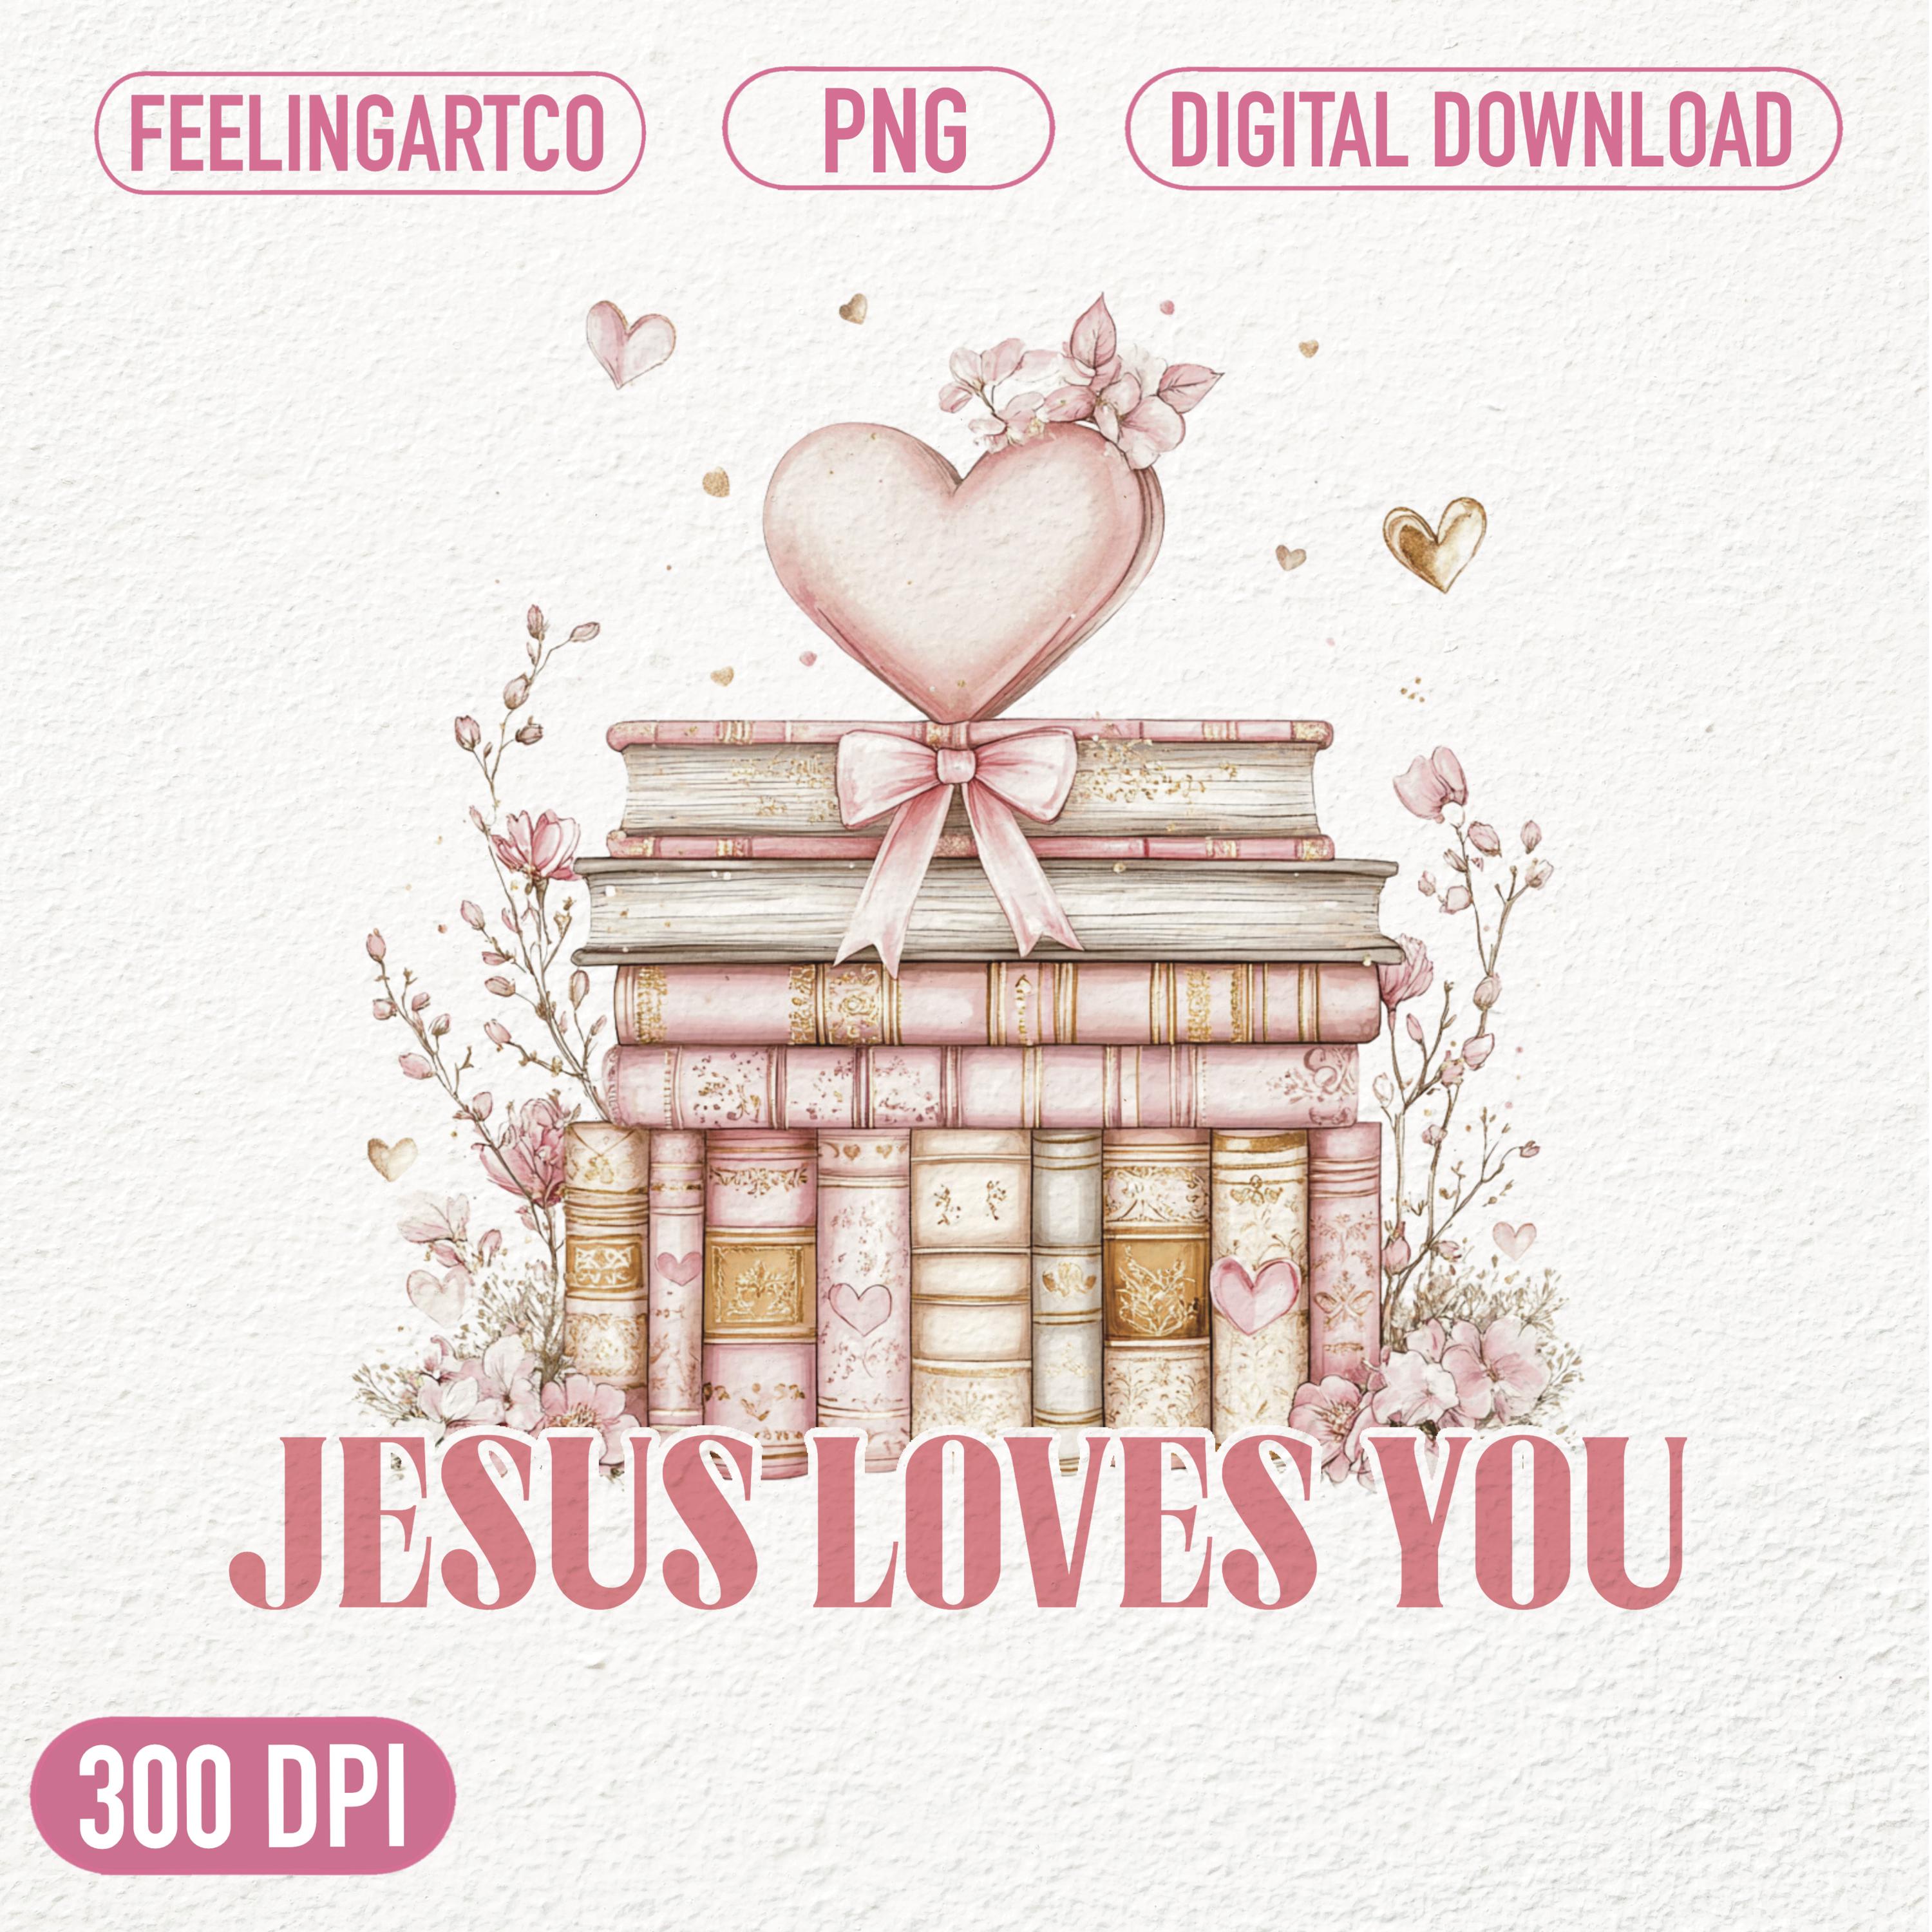 FEELINGARTCO
PNG
DIGITAL DOWNLOAD
JESUS LOVES YOU
300 DPI